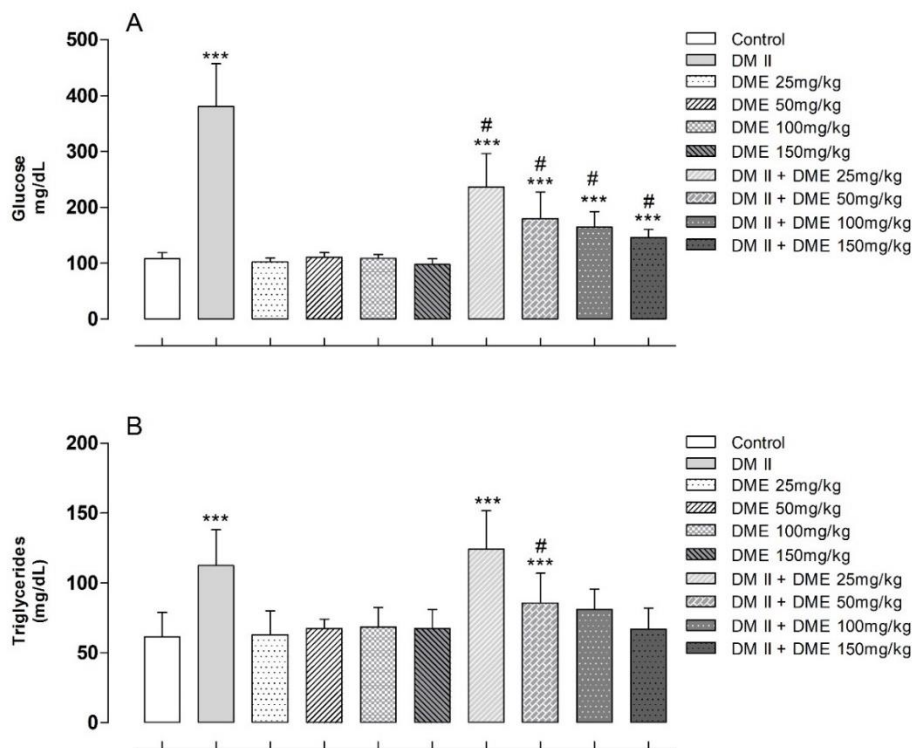 A
500
400
300
200
100
0
Glucose
mg/dL
***
#
***
#
***
#
***
#
***
Control
DM II
DME 25mg/kg
DME 50mg/kg
DME 100mg/kg
DME 150mg/kg
DM II + DME 25mg/kg
DM II + DME 50mg/kg
DM II + DME 100mg/kg
DM II + DME 150mg/kg
B
200
150
100
50
0
Triglycerides
(mg/dL)
***
***
#
***
Control
DM II
DME 25mg/kg
DME 50mg/kg
DME 100mg/kg
DME 150mg/kg
DM II + DME 25mg/kg
DM II + DME 50mg/kg
DM II + DME 100mg/kg
DM II + DME 150mg/kg